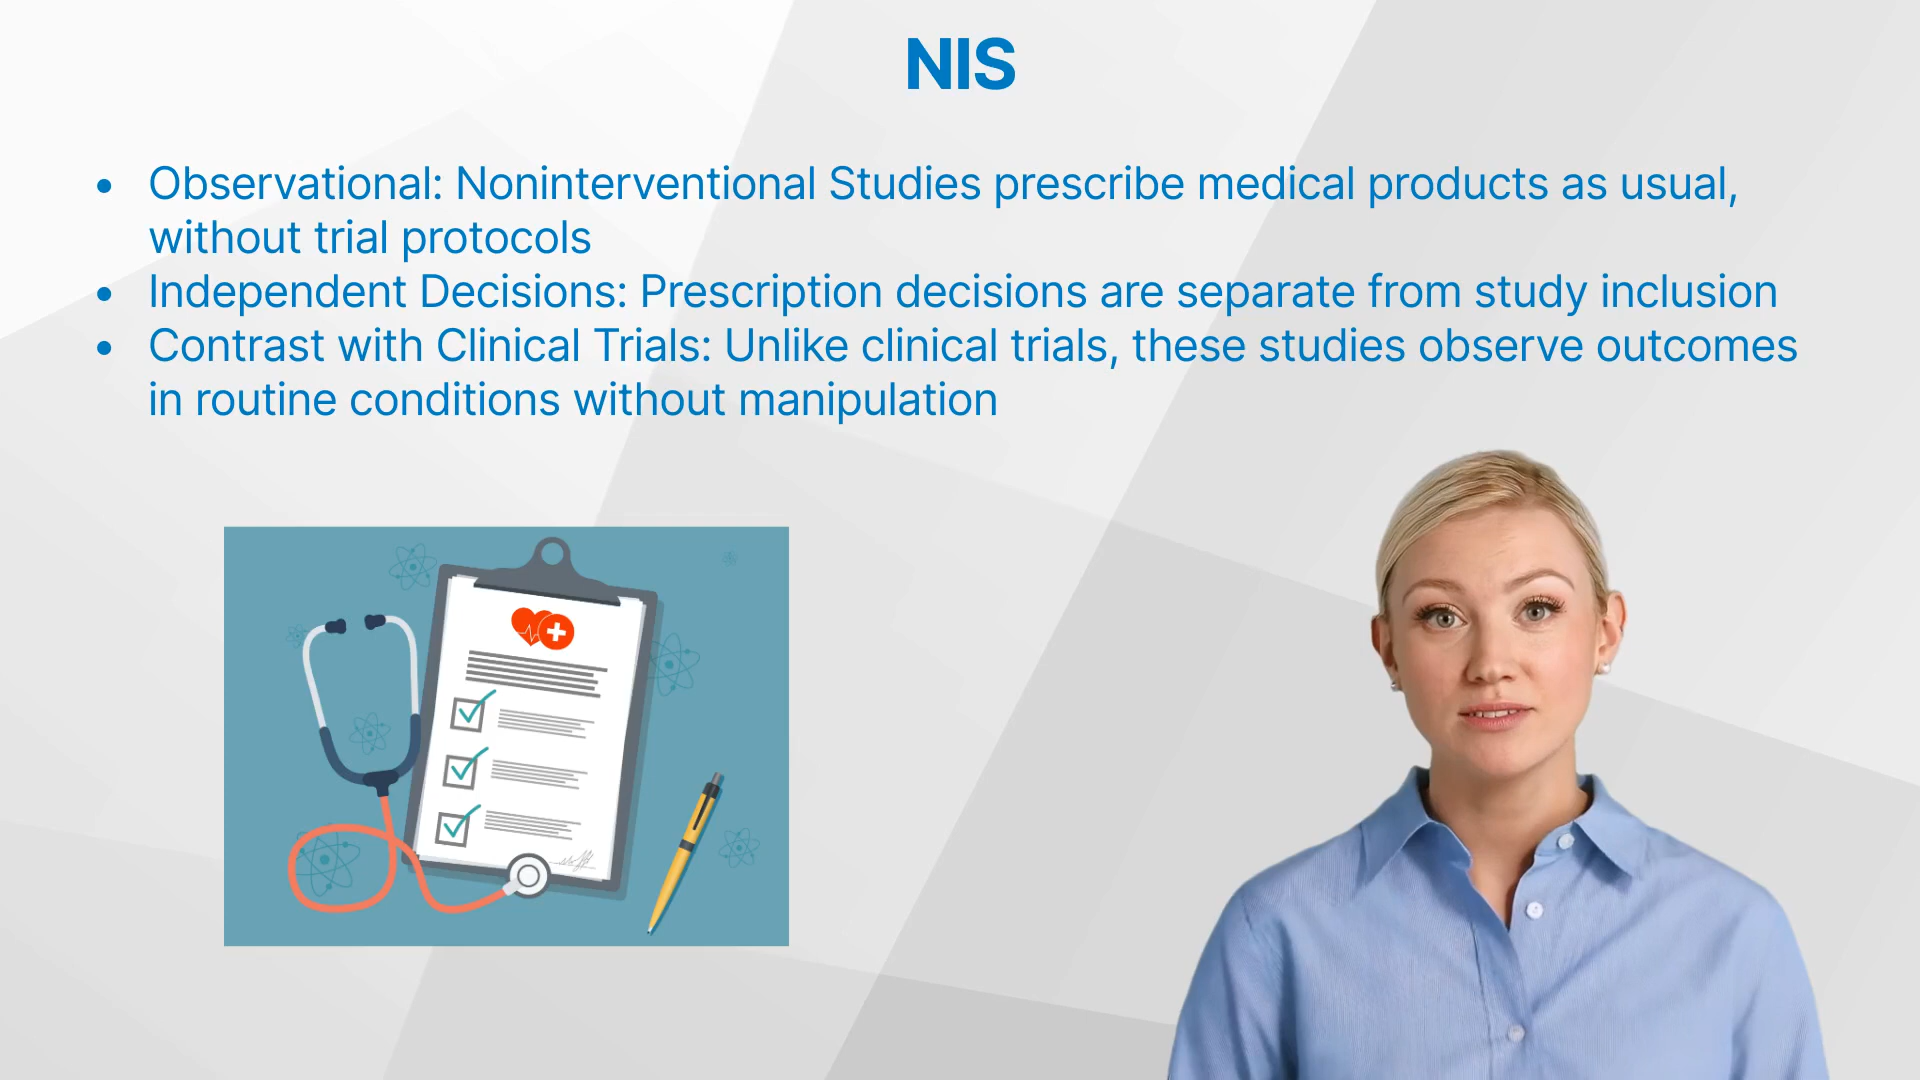 NIS
• Observational: Noninterventional Studies prescribe medical products as usual,
without trial protocols
• Independent Decisions: Prescription decisions are separate from study inclusion
• Contrast with Clinical Trials: Unlike clinical trials, these studies observe outcomes
in routine conditions without manipulation